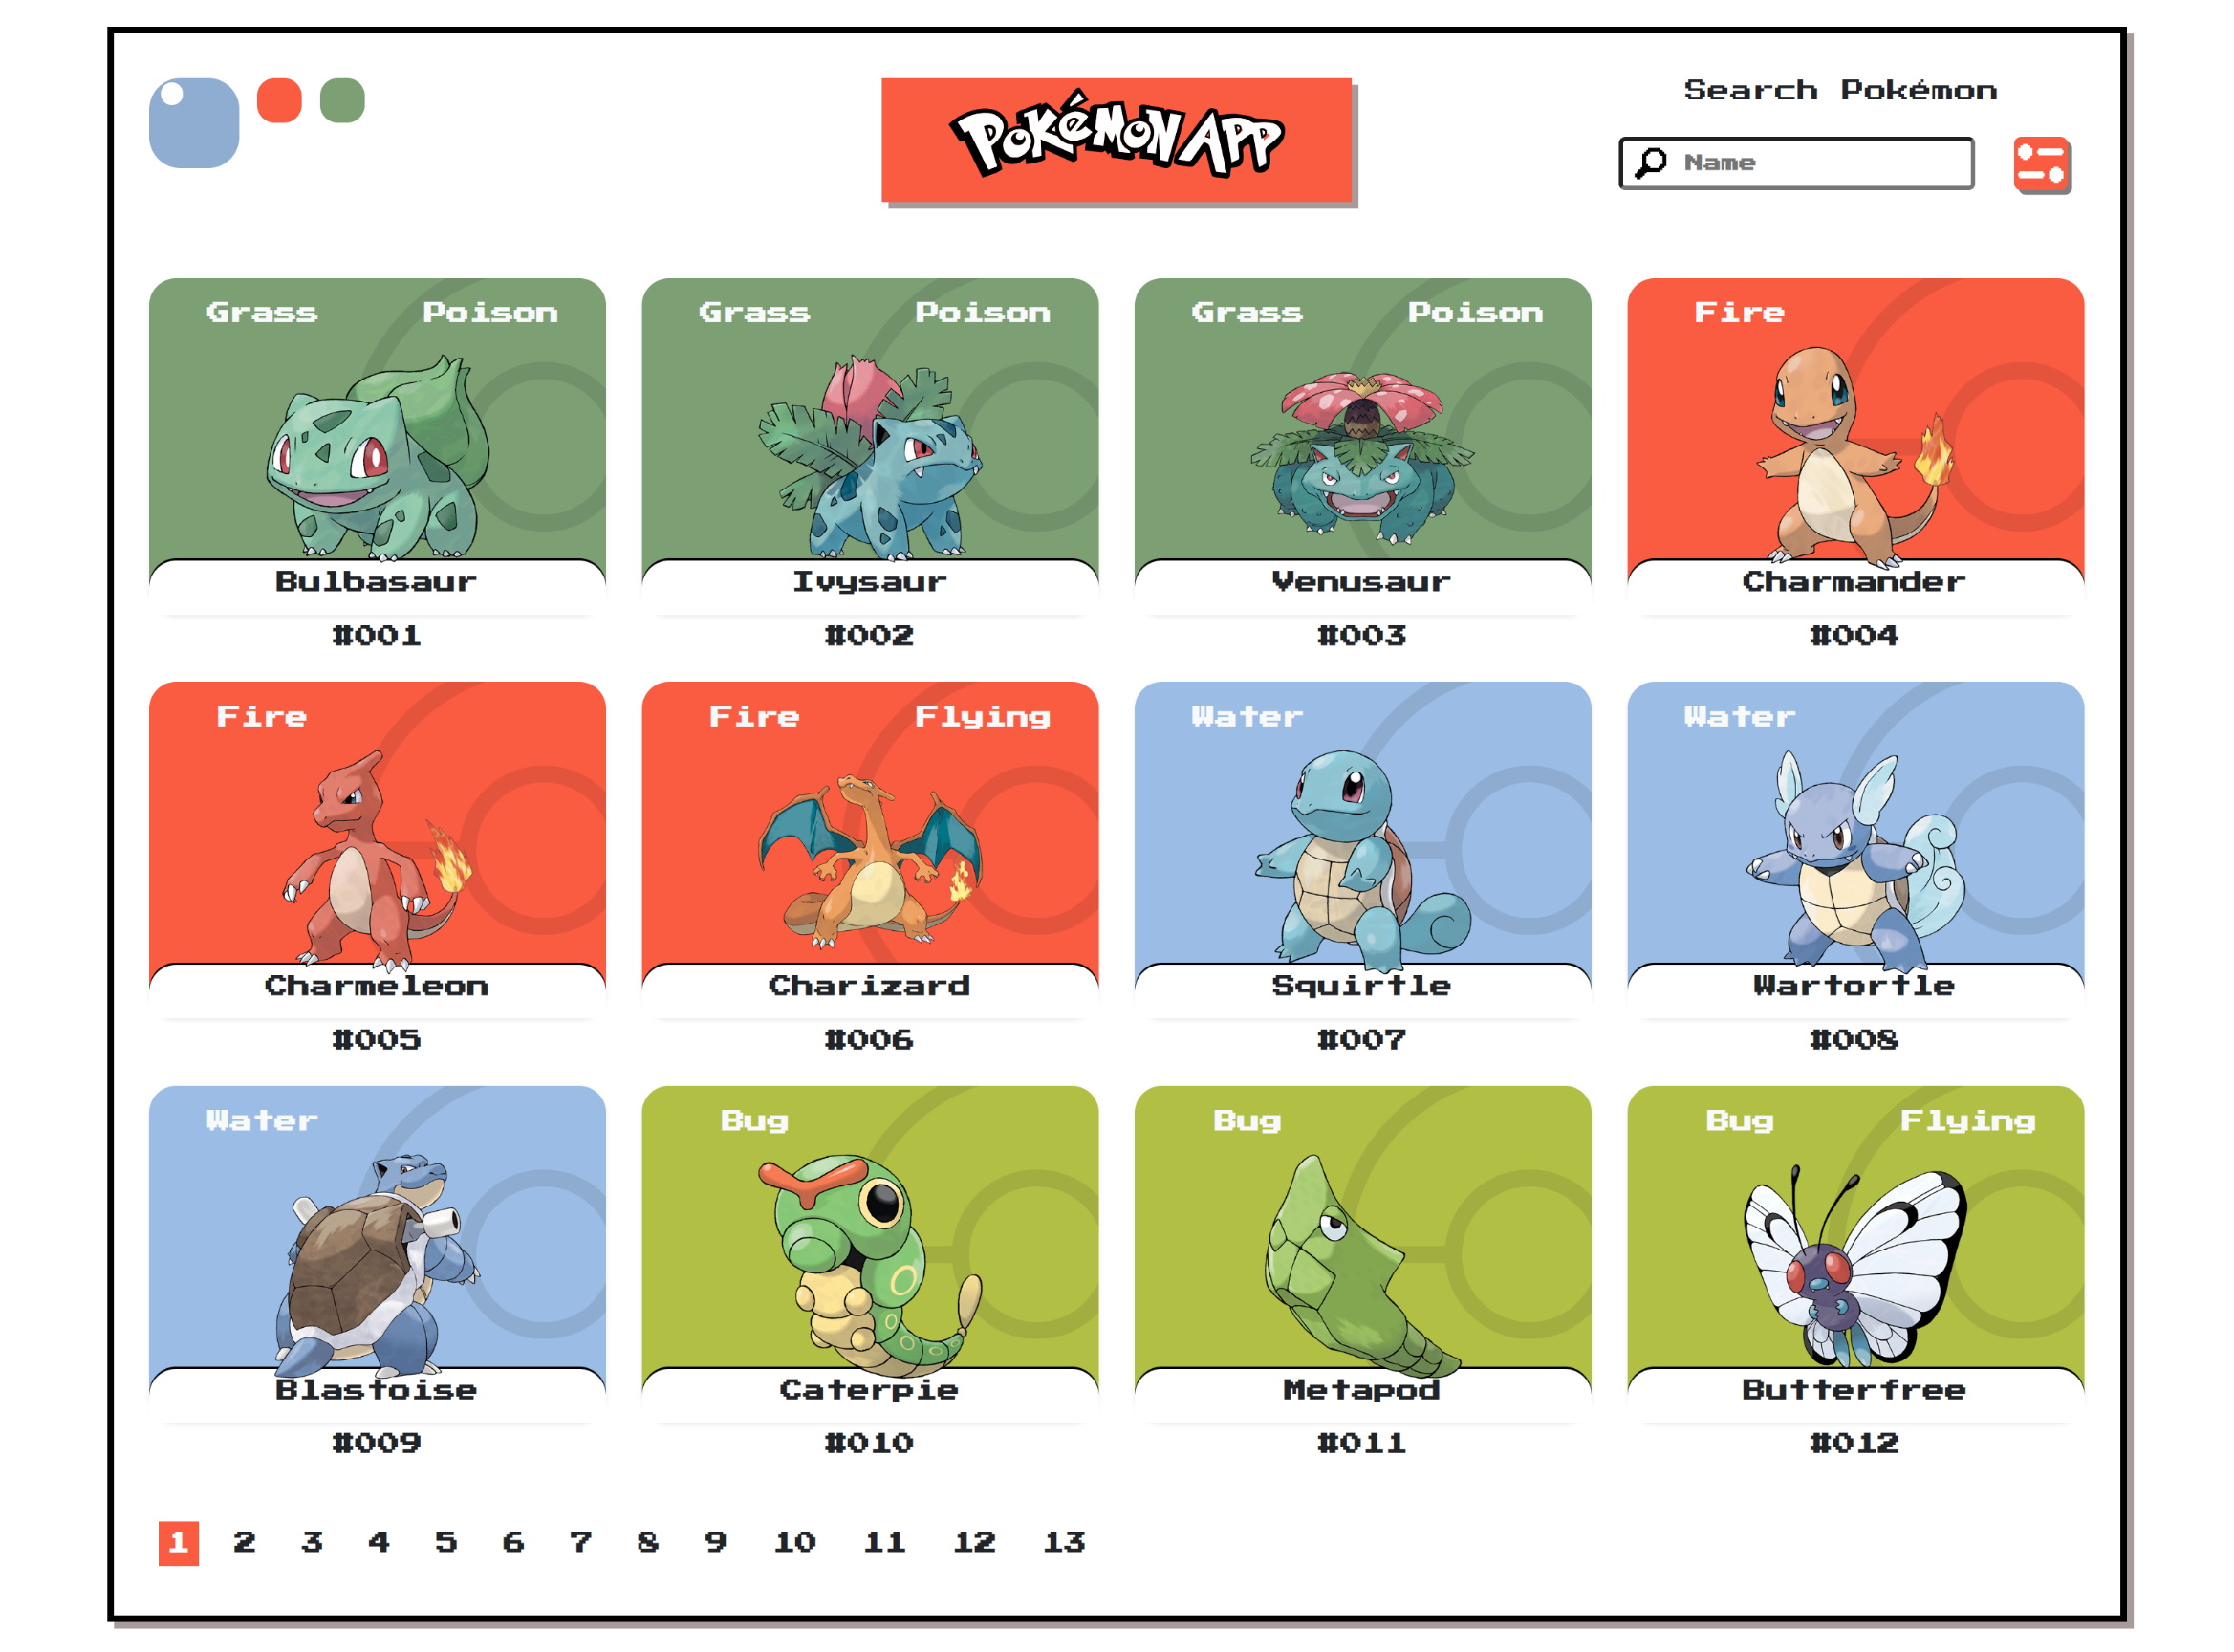 Search Pokémon
POKéMON APP
Name
Grass Poison
Grass Poison
Grass Poison
Fire
Bulbasaur
Ivysaur
Venusaur
Charmander
#001
#002
#003
#004
Fire
Fire Flying
Water
Water
Charmeleon
Charizard
Squirtle
Wartortle
#005
#006
#007
#008
Water
Bug
Bug
Bug Flying
Blastoise
Caterpie
Metapod
Butterfree
#009
#010
#011
#012
1 2 3 4 5 6 7 8 9 10 11 12 13